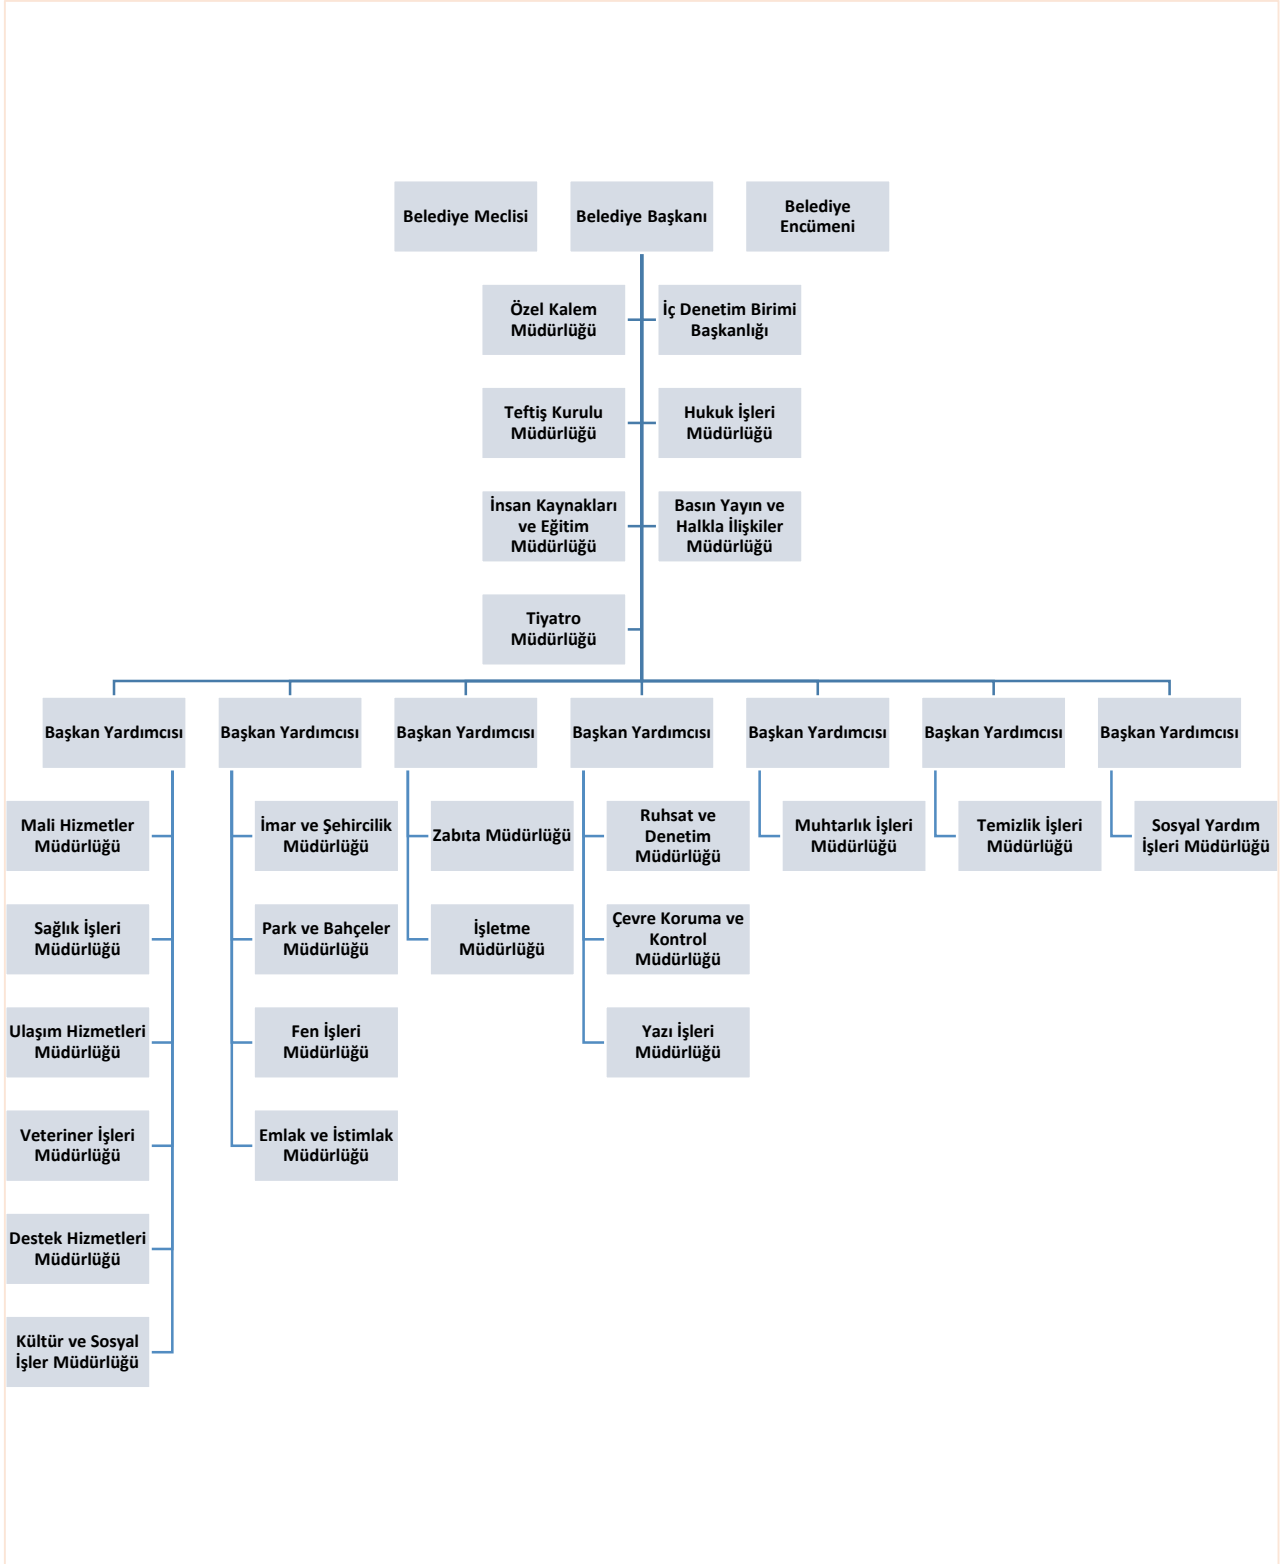 Belediye Meclisi
Belediye Başkanı
Belediye
Encümeni
Özel Kalem
Müdürlüğü
İç Denetim Birimi
Başkanlığı
Teftiş Kurulu
Müdürlüğü
Hukuk İşleri
Müdürlüğü
İnsan Kaynakları
ve Eğitim
Müdürlüğü
Basın Yayın ve
Halkla İlişkiler
Müdürlüğü
Tiyatro
Müdürlüğü
Başkan Yardımcısı
Başkan Yardımcısı
Başkan Yardımcısı
Başkan Yardımcısı
Başkan Yardımcısı
Başkan Yardımcısı
Başkan Yardımcısı
Mali Hizmetler
Müdürlüğü
İmar ve Şehircilik
Müdürlüğü
Zabıta Müdürlüğü
Ruhsat ve
Denetim
Müdürlüğü
Muhtarlık İşleri
Müdürlüğü
Temizlik İşleri
Müdürlüğü
Sosyal Yardım
İşleri Müdürlüğü
Sağlık İşleri
Müdürlüğü
Park ve Bahçeler
Müdürlüğü
İşletme
Müdürlüğü
Çevre Koruma ve
Kontrol
Müdürlüğü
Ulaşım Hizmetleri
Müdürlüğü
Fen İşleri
Müdürlüğü
Yazı İşleri
Müdürlüğü
Veteriner İşleri
Müdürlüğü
Emlak ve İstimlak
Müdürlüğü
Destek Hizmetleri
Müdürlüğü
Kültür ve Sosyal
İşler Müdürlüğü